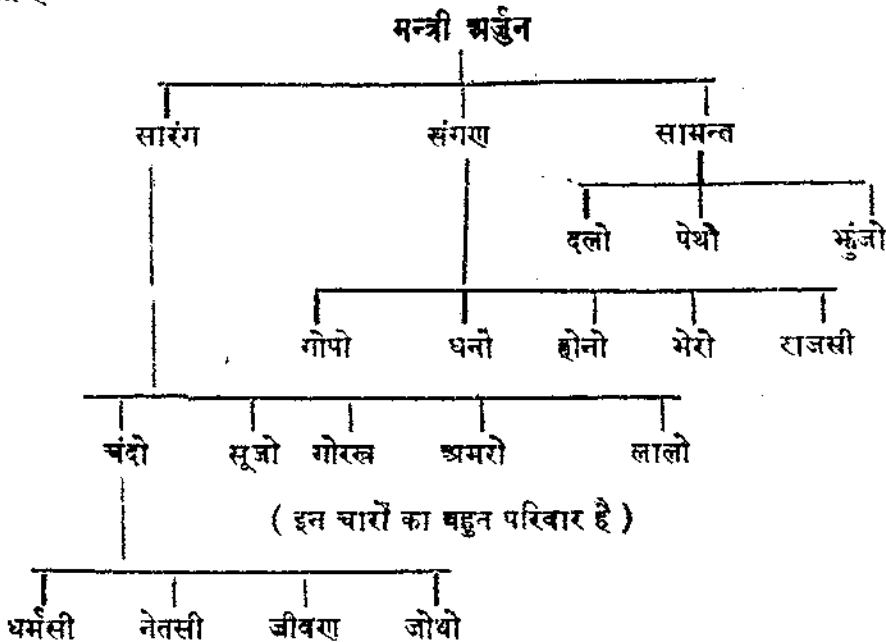 मन्त्री अर्जुन
सारंग संगण सामन्त
दलो पेथौ झुंजो
गोपो धनो होनो भेरो राजसी
चंदो सूजो गोरख अमरो लालो
( इन चारों का बहुत परिवार है )
धर्मसी नेतसी जीवण जोधो